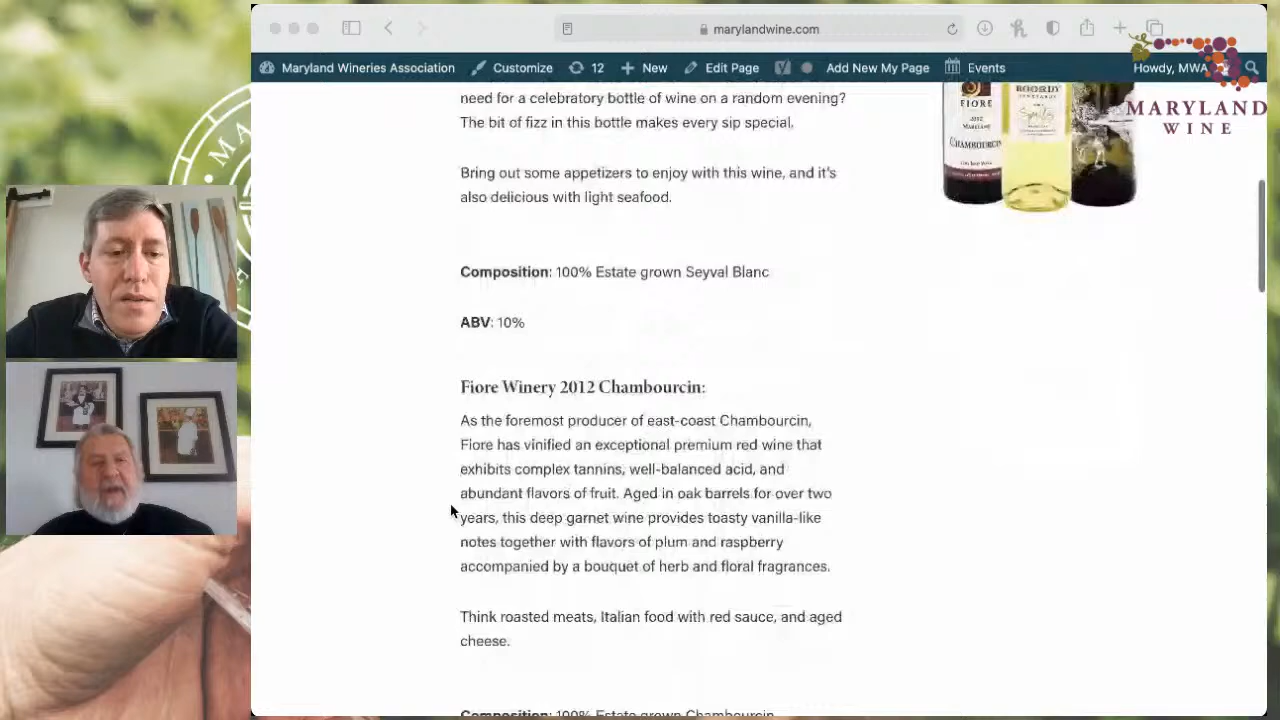 marylandwine.com
Maryland Wineries Association Customize 12 New Edit Page Add New My Page Events Howdy, MWA
MARYLAND
WINE
need for a celebratory bottle of wine on a random evening?
The bit of fizz in this bottle makes every sip special.
Bring out some appetizers to enjoy with this wine, and it's
also delicious with light seafood.
FIORE
2012
CHAMBOURCIN
BOORDY
Composition: 100% Estate grown Seyval Blanc
ABV: 10%
Fiore Winery 2012 Chambourcin:
As the foremost producer of east-coast Chambourcin,
Fiore has vinified an exceptional premium red wine that
exhibits complex tannins, well-balanced acid, and
abundant flavors of fruit. Aged in oak barrels for over two
years, this deep garnet wine provides toasty vanilla-like
notes together with flavors of plum and raspberry
accompanied by a bouquet of herb and floral fragrances.
Think roasted meats, Italian food with red sauce, and aged
cheese.
Composition: 100% Estate grown Chambourcin